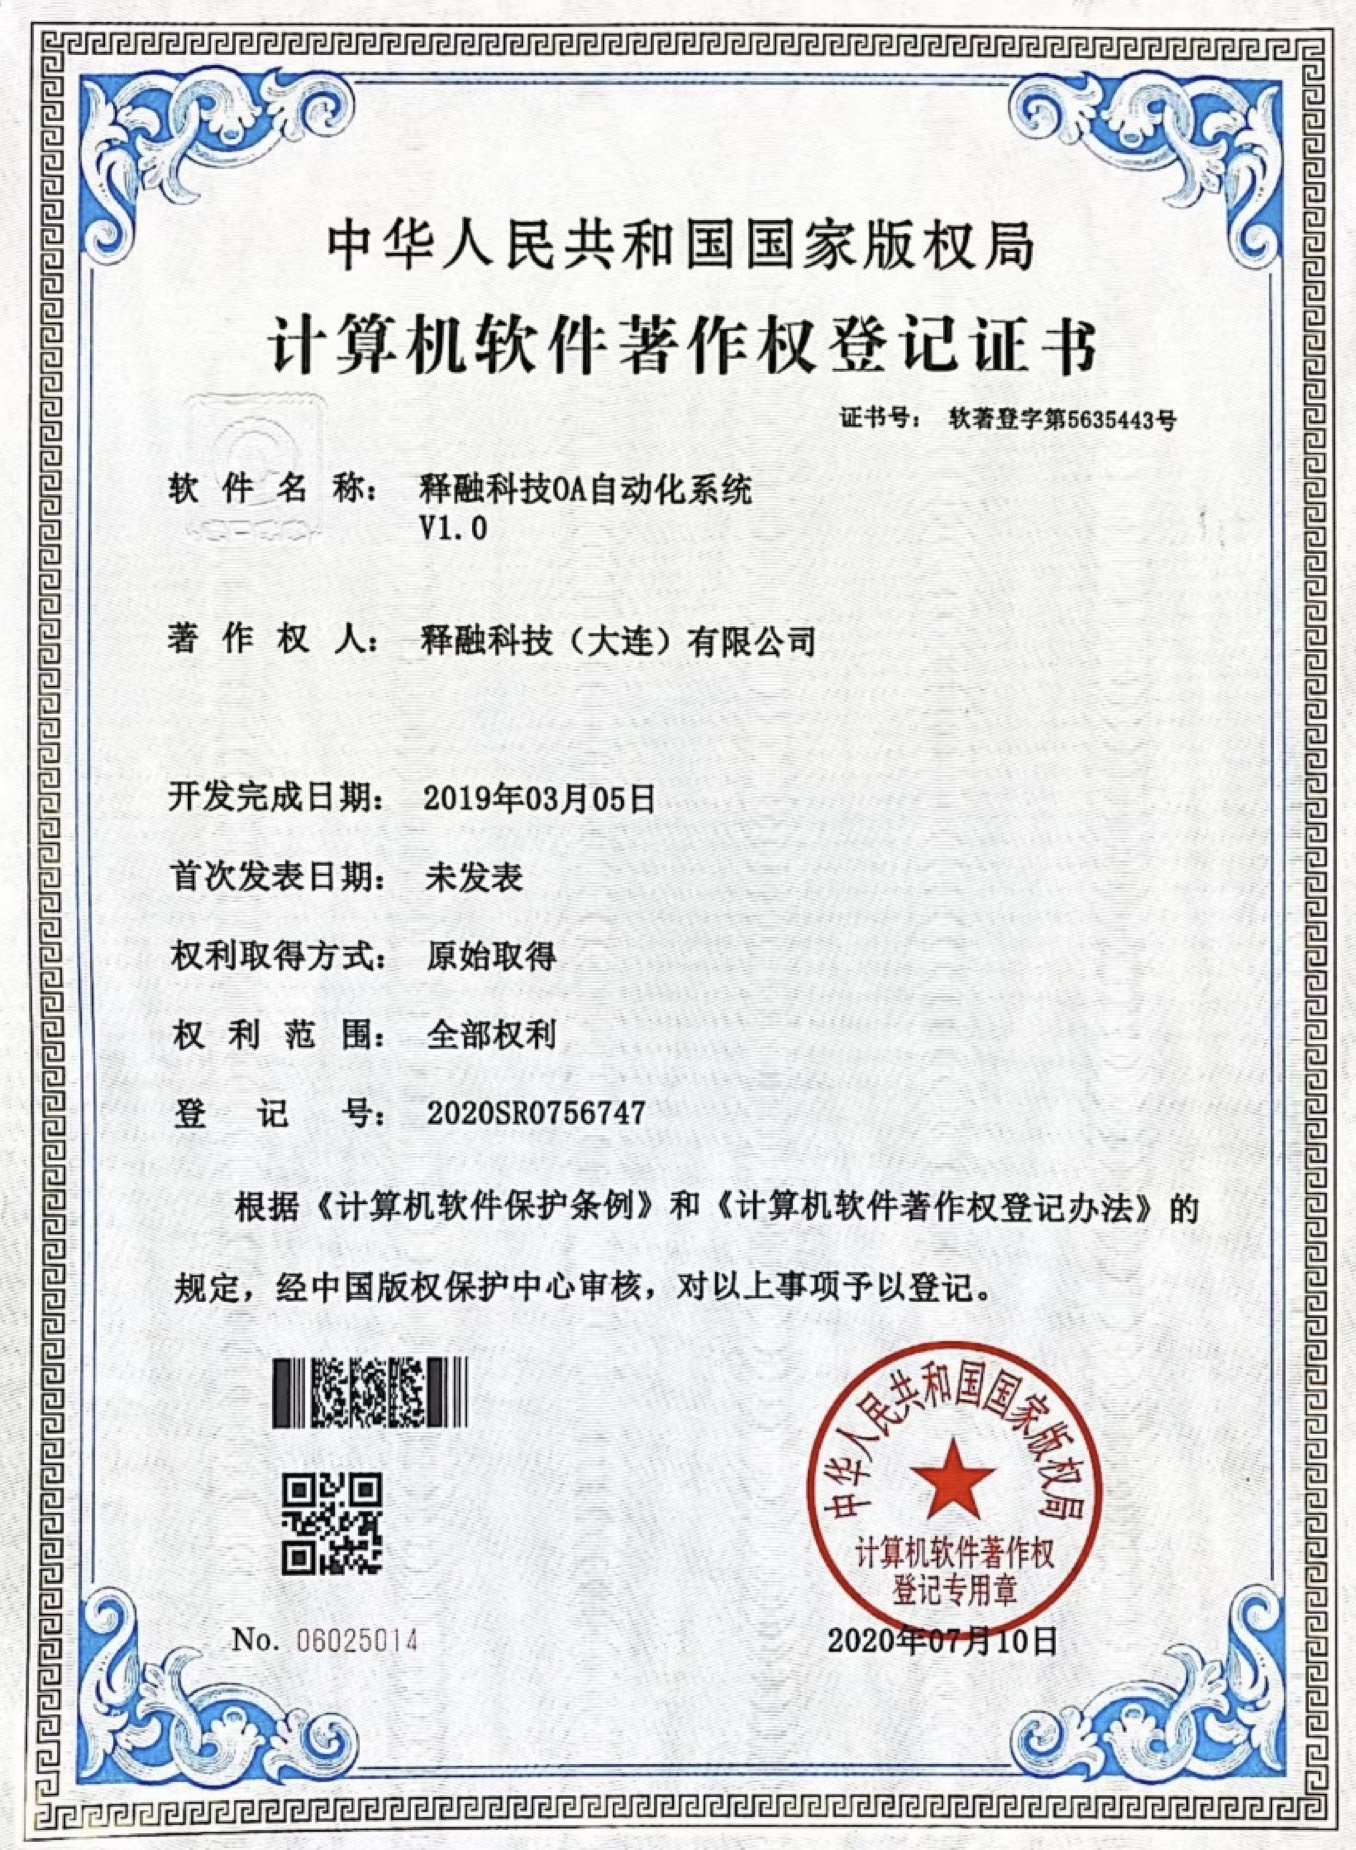 中华人民共和国国家版权局
计算机软件著作权登记证书
证书号： 软著登字第5635443号
软件名称： 释融科技OA自动化系统
V1.0
著作权人： 释融科技（大连）有限公司
开发完成日期： 2019年03月05日
首次发表日期： 未发表
权利取得方式： 原始取得
权利范围： 全部权利
登记号： 2020SR0756747
根据《计算机软件保护条例》和《计算机软件著作权登记办法》的
规定，经中国版权保护中心审核，对以上事项予以登记。
中华人民共和国国家版权局
计算机软件著作权
登记专用章
No. 06025014
2020年07月10日